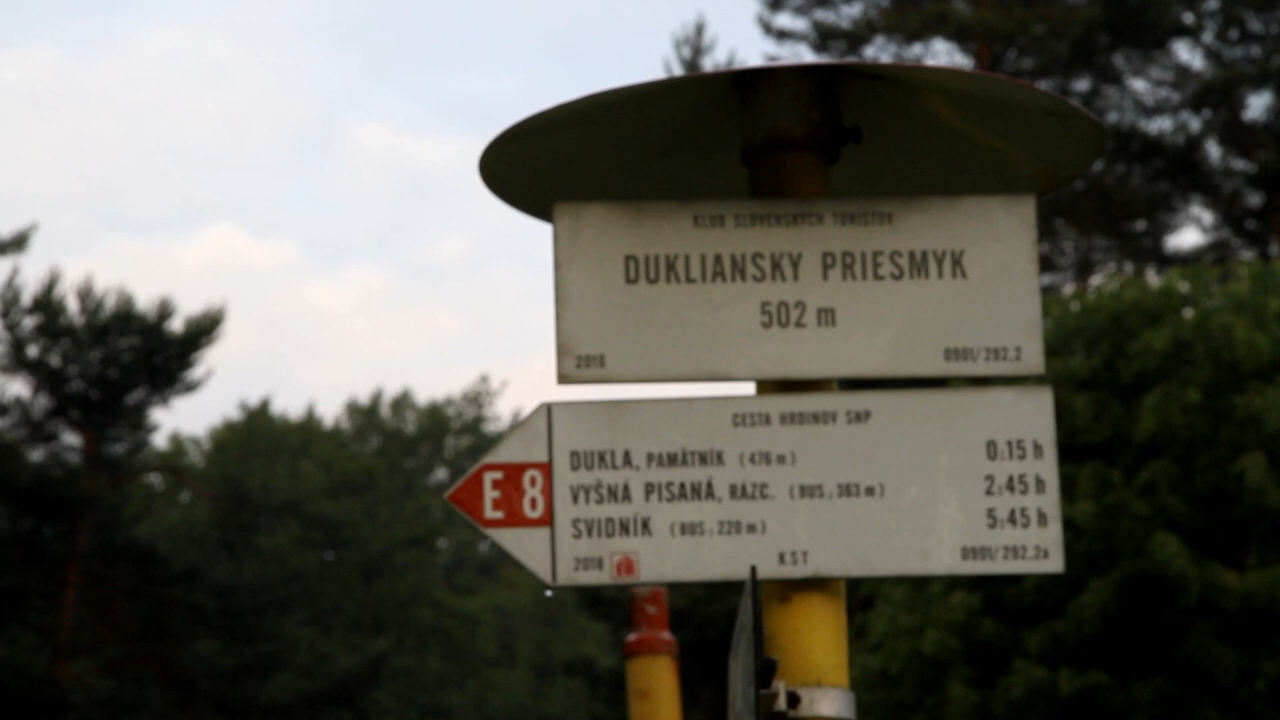 KLUB SLOVENSKÝCH TURISTOV
DUKLIANSKY PRIESMYK
502 m
2018 0901/292.2
CESTA HRDINOV SNP
DUKLA, PAMÄTNÍK (476 m) 0:15 h
VYŠNÁ PISANÁ, RÁZC. (BUS; 363 m) 2:45 h
SVIDNÍK (BUS; 220 m) 5:45 h
E 8
2018 KST 0901/292.2a